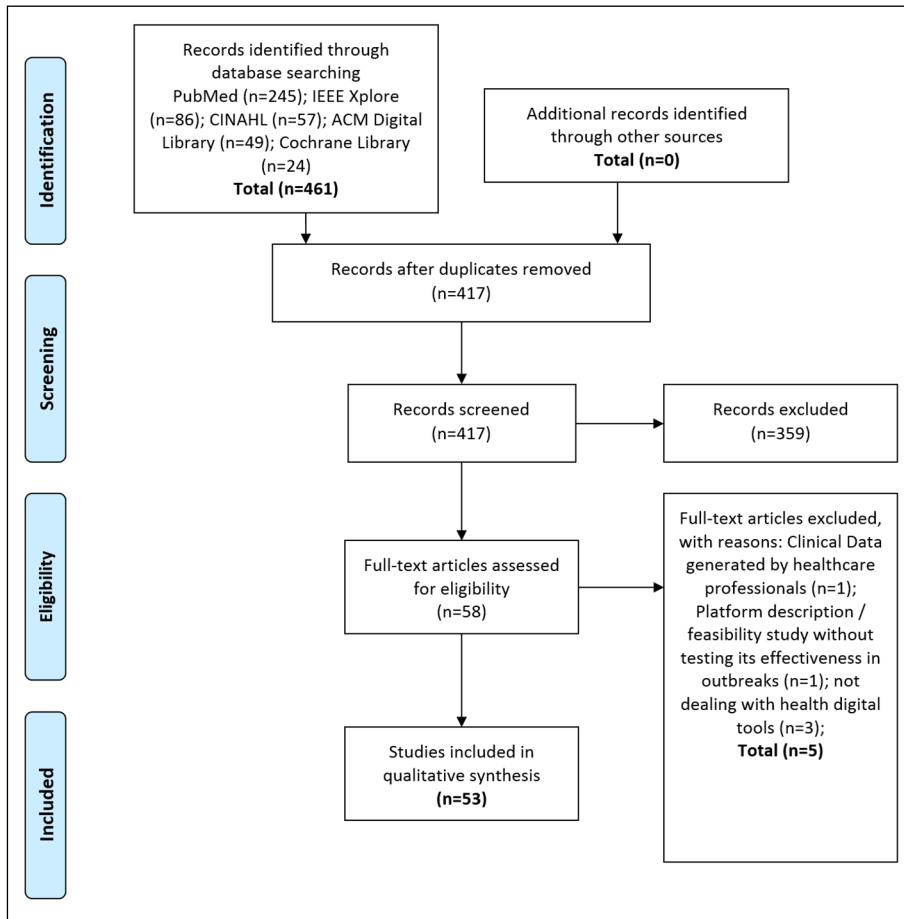 Identification
Records identified through
database searching
PubMed (n=245); IEEE Xplore
(n=86); CINAHL (n=57); ACM Digital
Library (n=49); Cochrane Library
(n=24)
Total (n=461)
Additional records identified
through other sources
Total (n=0)
Screening
Records after duplicates removed
(n=417)
Records screened
(n=417)
Records excluded
(n=359)
Eligibility
Full-text articles assessed
for eligibility
(n=58)
Full-text articles excluded,
with reasons: Clinical Data
generated by healthcare
professionals (n=1);
Platform description /
feasibility study without
testing its effectiveness in
outbreaks (n=1); not
dealing with health digital
tools (n=3);
Total (n=5)
Included
Studies included in
qualitative synthesis
(n=53)